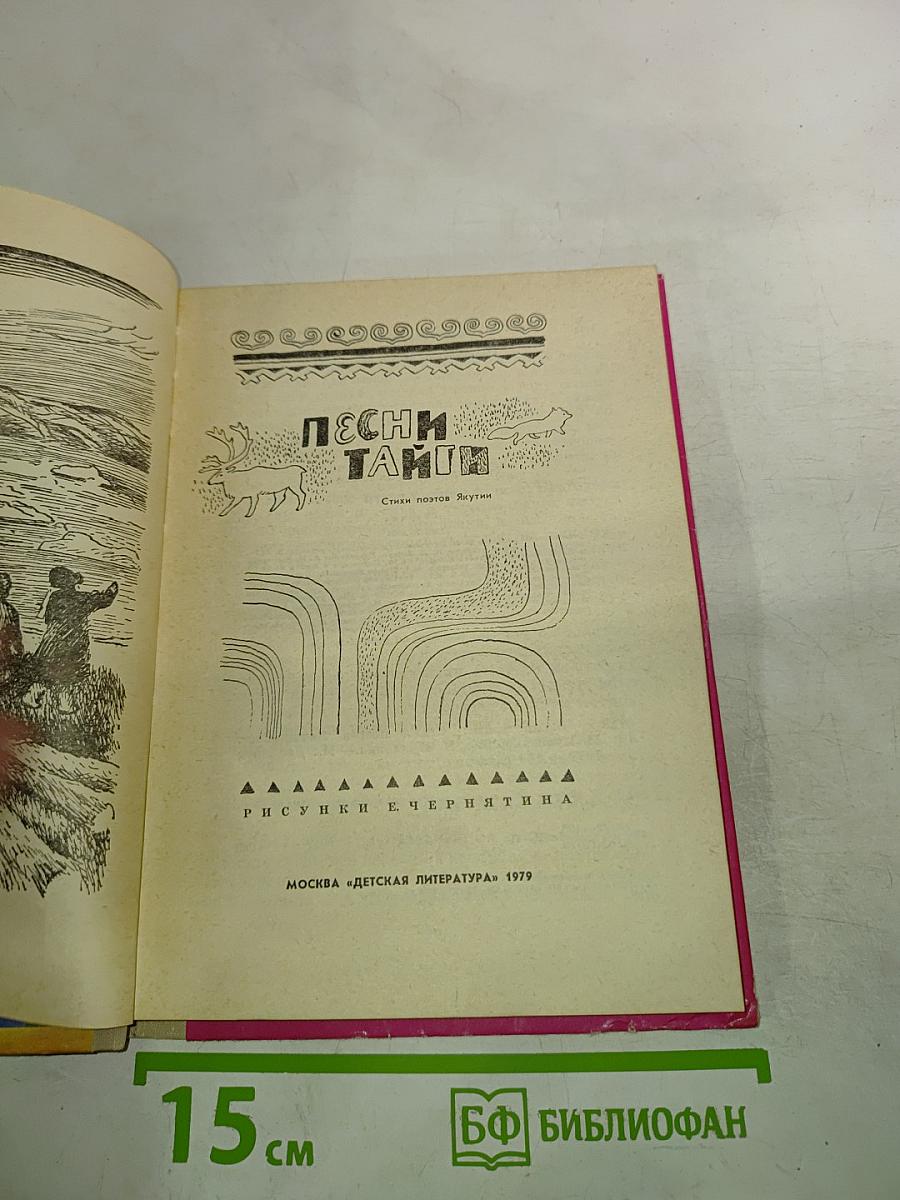 ПЕСНИ
ТАЙГИ
Стихи поэтов Якутии
РИСУНКИ Е. ЧЕРНЯТИНА
МОСКВА «ДЕТСКАЯ ЛИТЕРАТУРА» 1979
15 см
БФ БИБЛИОФАН